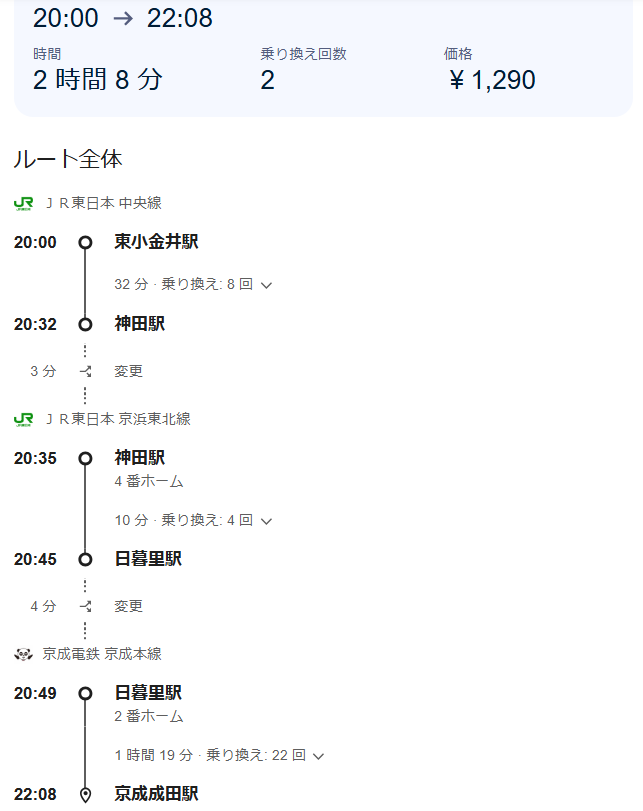 20:00 → 22:08
時間 乗り換え回数 価格
2 時間 8 分 2 ¥ 1,290
ルート全体
JR ＪＲ東日本 中央線
20:00 東小金井駅
32 分 · 乗り換え: 8 回
20:32 神田駅
3 分 変更
JR ＪＲ東日本 京浜東北線
20:35 神田駅
4 番ホーム
10 分 · 乗り換え: 4 回
20:45 日暮里駅
4 分 変更
京成電鉄 京成本線
20:49 日暮里駅
2 番ホーム
1 時間 19 分 · 乗り換え: 22 回
22:08 京成成田駅